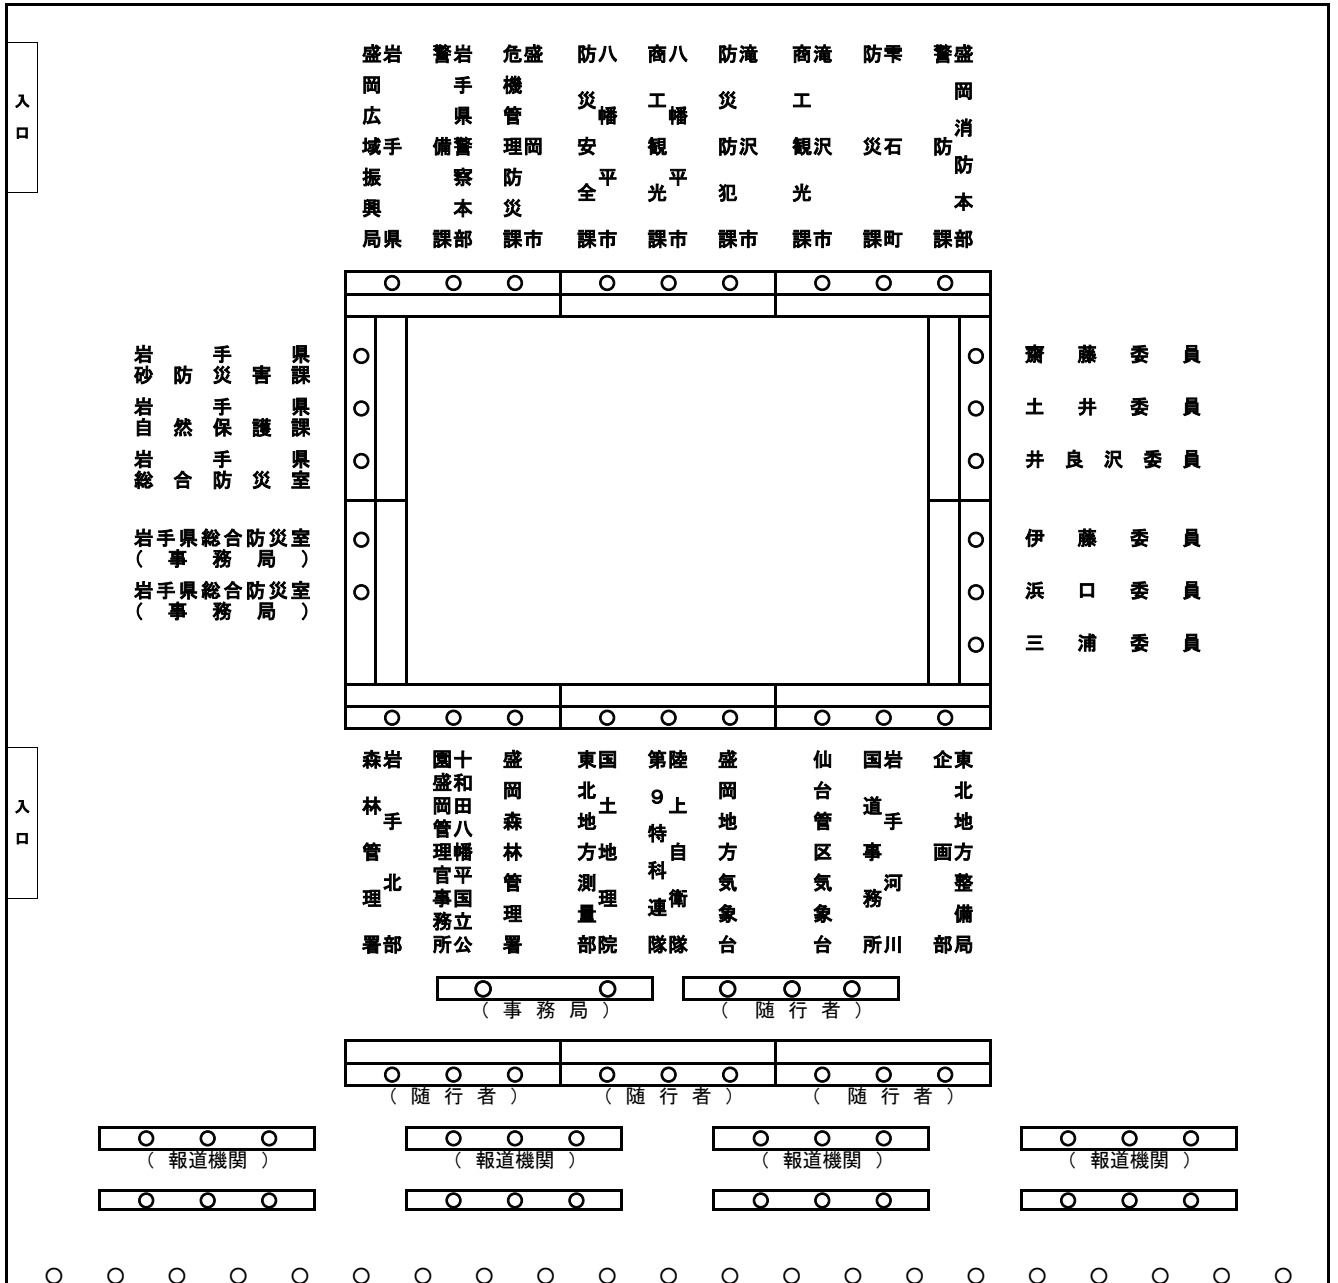 入口
岩手県
盛岡広域振興局
岩手県警察本部
警備課
盛岡市
危機管理防災課
八幡平市
防災安全課
八幡平市
商工観光課
滝沢市
防災防犯課
滝沢市
商工観光課
雫石町
防災課
盛岡消防本部
警防課
岩手県
砂防災害課
岩手県
自然保護課
岩手県
総合防災室
岩手県総合防災室
(事務局)
岩手県総合防災室
(事務局)
齋藤委員
土井委員
井良沢委員
伊藤委員
浜口委員
三浦委員
入口
岩手北部
森林管理署
十和田八幡平国立公
園盛岡管理官事務所
盛岡森林管理署
国土地理院
東北地方測量部
陸上自衛隊
第9特科連隊
盛岡地方気象台
仙台管区気象台
岩手河川
国道事務所
東北地方整備局
企画部
(事務局)
(随行者)
(随行者)
(随行者)
(随行者)
(報道機関)
(報道機関)
(報道機関)
(報道機関)